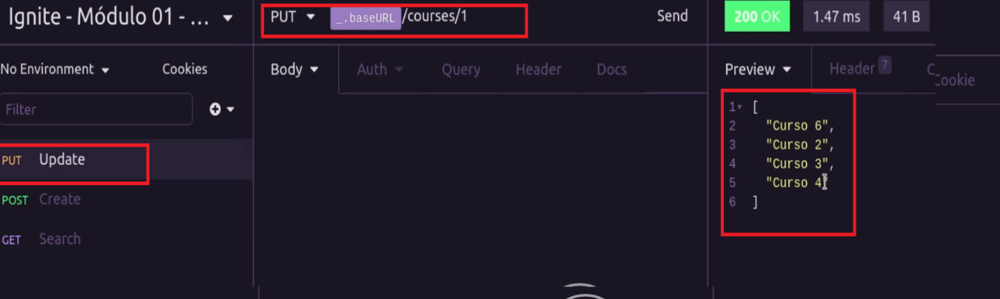 Ignite - Módulo 01 - ...
PUT _.baseURL/courses/1 Send
200 OK 1.47 ms 41 B
No Environment Cookies
Body Auth Query Header Docs
Preview Header 7 C Cookie
Filter
PUT Update
POST Create
GET Search
1 [
2 "Curso 6",
3 "Curso 2",
4 "Curso 3",
5 "Curso 4"
6 ]